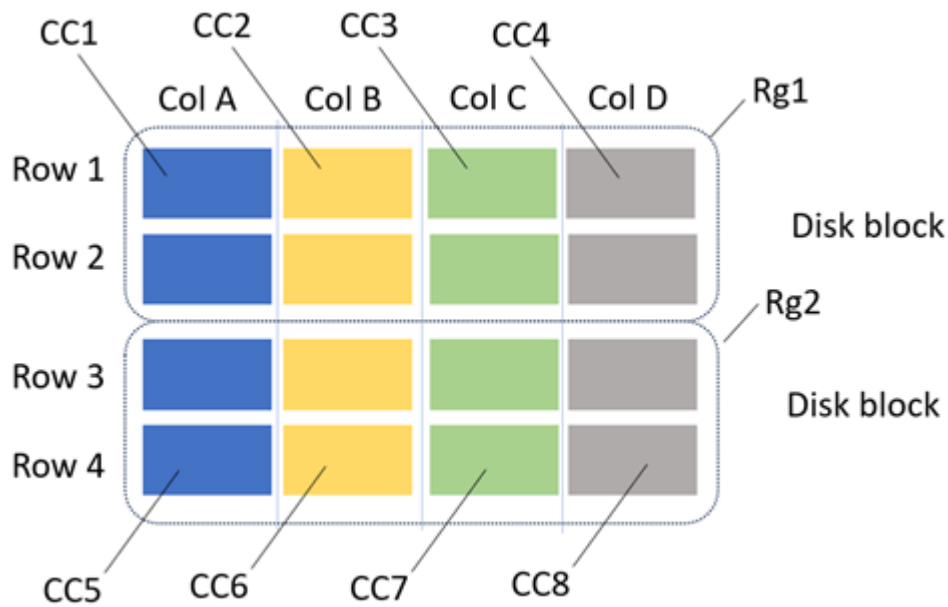 CC1 CC2 CC3 CC4
Col A Col B Col C Col D Rg1
Row 1
Disk block
Row 2
Rg2
Row 3
Disk block
Row 4
CC5 CC6 CC7 CC8